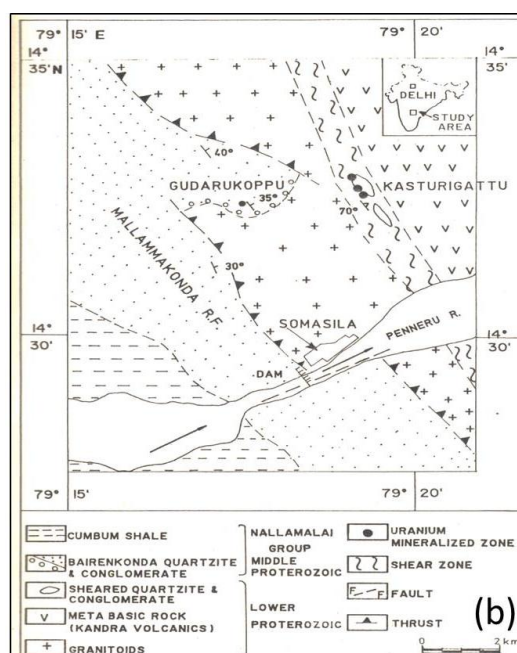 79° 15' E
79° 20'
14° 35' N
14° 35'
DELHI
STUDY AREA
40°
GUDARUKOPPU
35°
KASTURIGATTU
70°
MALLAMMAKONDA R.F.
30°
SOMASILA
PENNERU R.
14° 30'
14° 30'
DAM
79° 15'
79° 20'
CUMBUM SHALE
BAIRENKONDA QUARTZITE & CONGLOMERATE
NALLAMALAI GROUP MIDDLE PROTEROZOIC
SHEARED QUARTZITE & CONGLOMERATE
META BASIC ROCK (KANDRA VOLCANICS)
GRANITOIDS
LOWER PROTEROZOIC
URANIUM MINERALIZED ZONE
SHEAR ZONE
F F FAULT
THRUST
(b)
0 2 km